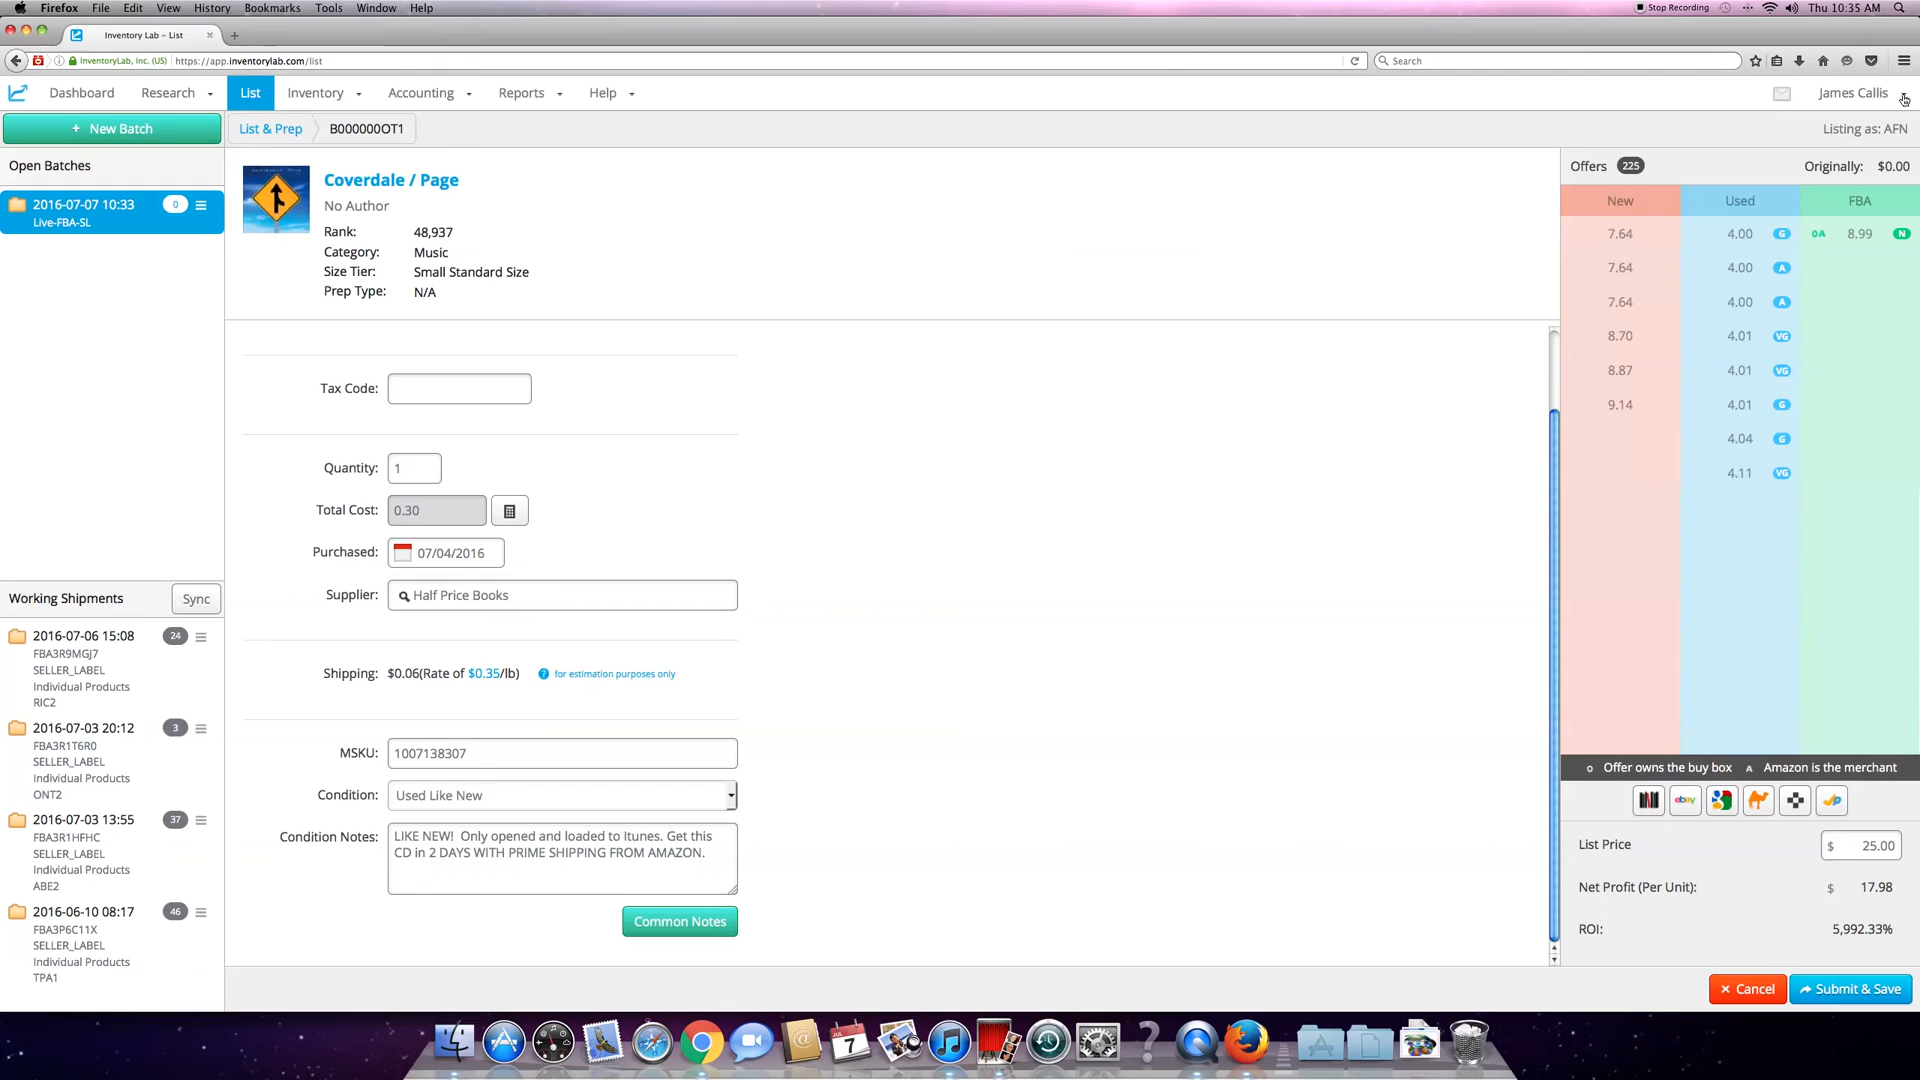 Firefox File Edit View History Bookmarks Tools Window Help
Stop Recording Thu 10:35 AM
Inventory Lab - List
InventoryLab, Inc. (US) https://app.inventorylab.com/list
Search
Dashboard Research List Inventory Accounting Reports Help
James Callis
+ New Batch
List & Prep B000000OT1
Listing as: AFN
Open Batches
2016-07-07 10:33 0
Live-FBA-SL
Coverdale / Page
No Author
Rank: 48,937
Category: Music
Size Tier: Small Standard Size
Prep Type: N/A
Tax Code:
Quantity: 1
Total Cost: 0.30
Purchased: 07/04/2016
Supplier: Half Price Books
Shipping: $0.06(Rate of $0.35/lb) ? for estimation purposes only
MSKU: 1007138307
Condition: Used Like New
Condition Notes: LIKE NEW! Only opened and loaded to Itunes. Get this
CD in 2 DAYS WITH PRIME SHIPPING FROM AMAZON.
Common Notes
Working Shipments Sync
2016-07-06 15:08 24
FBA3R9MGJ7
SELLER_LABEL
Individual Products
RIC2
2016-07-03 20:12 3
FBA3R1T6R0
SELLER_LABEL
Individual Products
ONT2
2016-07-03 13:55 37
FBA3R1HFHC
SELLER_LABEL
Individual Products
ABE2
2016-06-10 08:17 46
FBA3P6C11X
SELLER_LABEL
Individual Products
TPA1
Offers 225 Originally: $0.00
New Used FBA
7.64 4.00 G OA 8.99 N
7.64 4.00 A
7.64 4.00 A
8.70 4.01 VG
8.87 4.01 VG
9.14 4.01 G
4.04 G
4.11 VG
O Offer owns the buy box A Amazon is the merchant
ebay
List Price $ 25.00
Net Profit (Per Unit): $ 17.98
ROI: 5,992.33%
Cancel Submit & Save
JUL
7